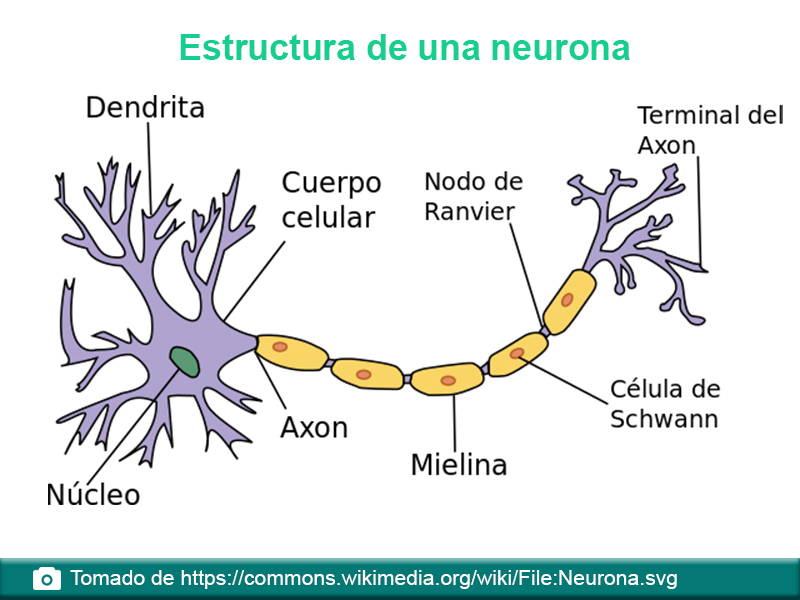 Estructura de una neurona
Dendrita
Terminal del
Axon
Cuerpo
celular
Nodo de
Ranvier
Célula de
Schwann
Axon
Mielina
Núcleo
Tomado de https://commons.wikimedia.org/wiki/File:Neurona.svg